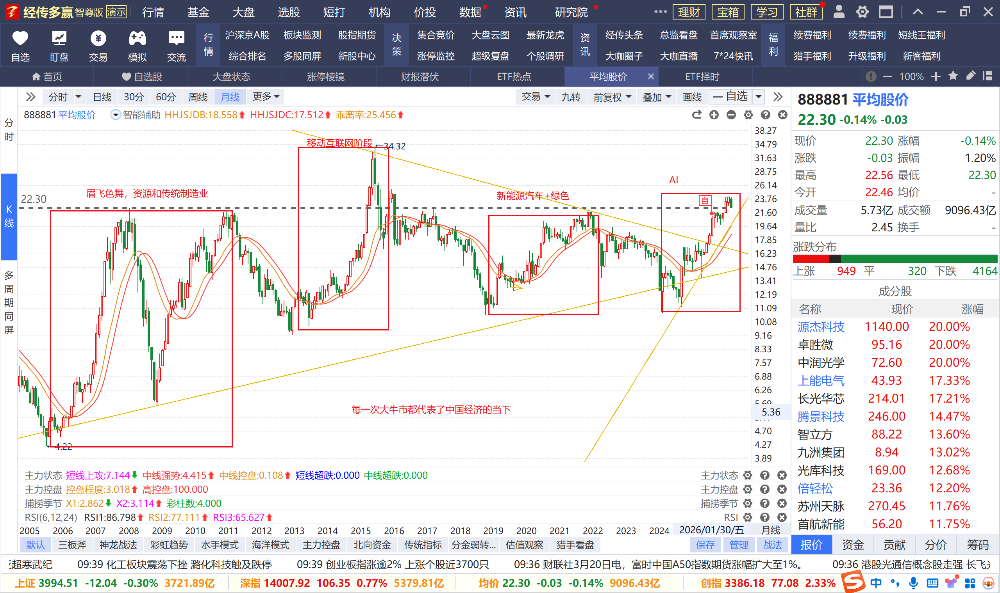 经传多赢 智尊版 演示 行情 基金 大盘 选股 短打 机构 价投 数据 资讯 研究院 ••• 理财 宝箱 学习 社群
自选 盯盘 交易 模拟 交流
行情 沪深京A股 板块监测 股指期货 决策 集合竞价 大盘云图 最新龙虎 资讯 经传头条 总监看盘 首席观察室 福利 续费福利 续费福利 短线王福利
综合排名 多股同屏 新股中心 涨停监控 超级复盘 个股调研 大咖圈子 大咖直播 7*24快讯 猎手福利 升级福利 新客福利
首页 自选股 大盘状态 涨停棱镜 财报潜伏 ETF热点 平均股价 ETF择时 100%
分时 日线 30分 60分 周线 月线 更多 交易 九转 前复权 叠加 画线 自选
分时
K线
多周期同屏
888881 平均股价 智能辅助 HHJSJDB:18.558 HHJSJDC:17.512 乖离率:25.456
移动互联网阶段
←34.32
眉飞色舞，资源和传统制造业
新能源汽车+绿色
AI
自
22.30
每一次大牛市都代表了中国经济的当下
←4.22
38.27
34.79
31.63
28.75
26.14
23.76
21.60
19.64
17.85
16.23
14.76
13.41
12.19
11.09
10.08
9.16
8.33
7.57
6.88
6.26
5.69
5.36
4.70
4.27
3.89
主力状态 短线上攻:7.144 中线强势:4.415 中线控盘:0.108 短线超跌:0.000 中线超跌:0.000 主力状态
主力控盘 控盘程度:3.018 高控盘:100.000 主力控盘
捕捞季节 X1:2.862 X2:3.114 彩柱数:4.000 捕捞季节
RSI(6,12,24) RSI1:86.798 RSI2:77.111 RSI3:65.627 RSI
2005 2006 2007 2008 2009 2010 2011 2012 2013 2014 2015 2016 2017 2018 2019 2020 2021 2022 2023 2024 2026/01/30/五 月线
默认 三板斧 神龙战法 彩虹趋势 水手模式 海洋模式 主力控盘 北向资金 传统指标 分金弱转... 估值观察 猎手看盘 保存 管理 战法
888881 平均股价
22.30 -0.14% -0.03
现价 22.30 涨幅 -0.14%
涨跌 -0.03 振幅 1.20%
最高 22.56 最低 22.30
今开 22.46 均价 -
成交量 5.73亿 成交额 9096.43亿
量比 2.45 换手 -
涨跌分布
上涨 949 平 320 下跌 4164
成分股
名称 现价 涨幅
源杰科技 1140.00 20.00%
卓胜微 95.16 20.00%
中润光学 72.60 20.00%
上能电气 43.93 17.33%
长光华芯 214.01 17.21%
腾景科技 246.00 14.47%
智立方 88.22 13.60%
九洲集团 8.94 13.02%
光库科技 169.00 12.68%
倍轻松 23.36 12.20%
苏州天脉 270.45 11.76%
首航新能 56.20 11.75%
报价 资金 贡献 分价 筹码
超寒武纪 09:39 化工板块震荡下挫 潞化科技触及跌停 09:39 创业板指涨逾2% 上涨个股近3700只 09:36 财联社3月20日电，富时中国A50指数期货涨幅扩大至1%。 09:36 港股光通信概念股走强 长飞
上证 3994.51 -12.04 -0.30% 3721.89亿 深指 14007.92 106.35 0.77% 5379.81亿 均价 22.30 -0.03 -0.14% 9096.43亿 创指 3386.18 77.08 2.33% S 中